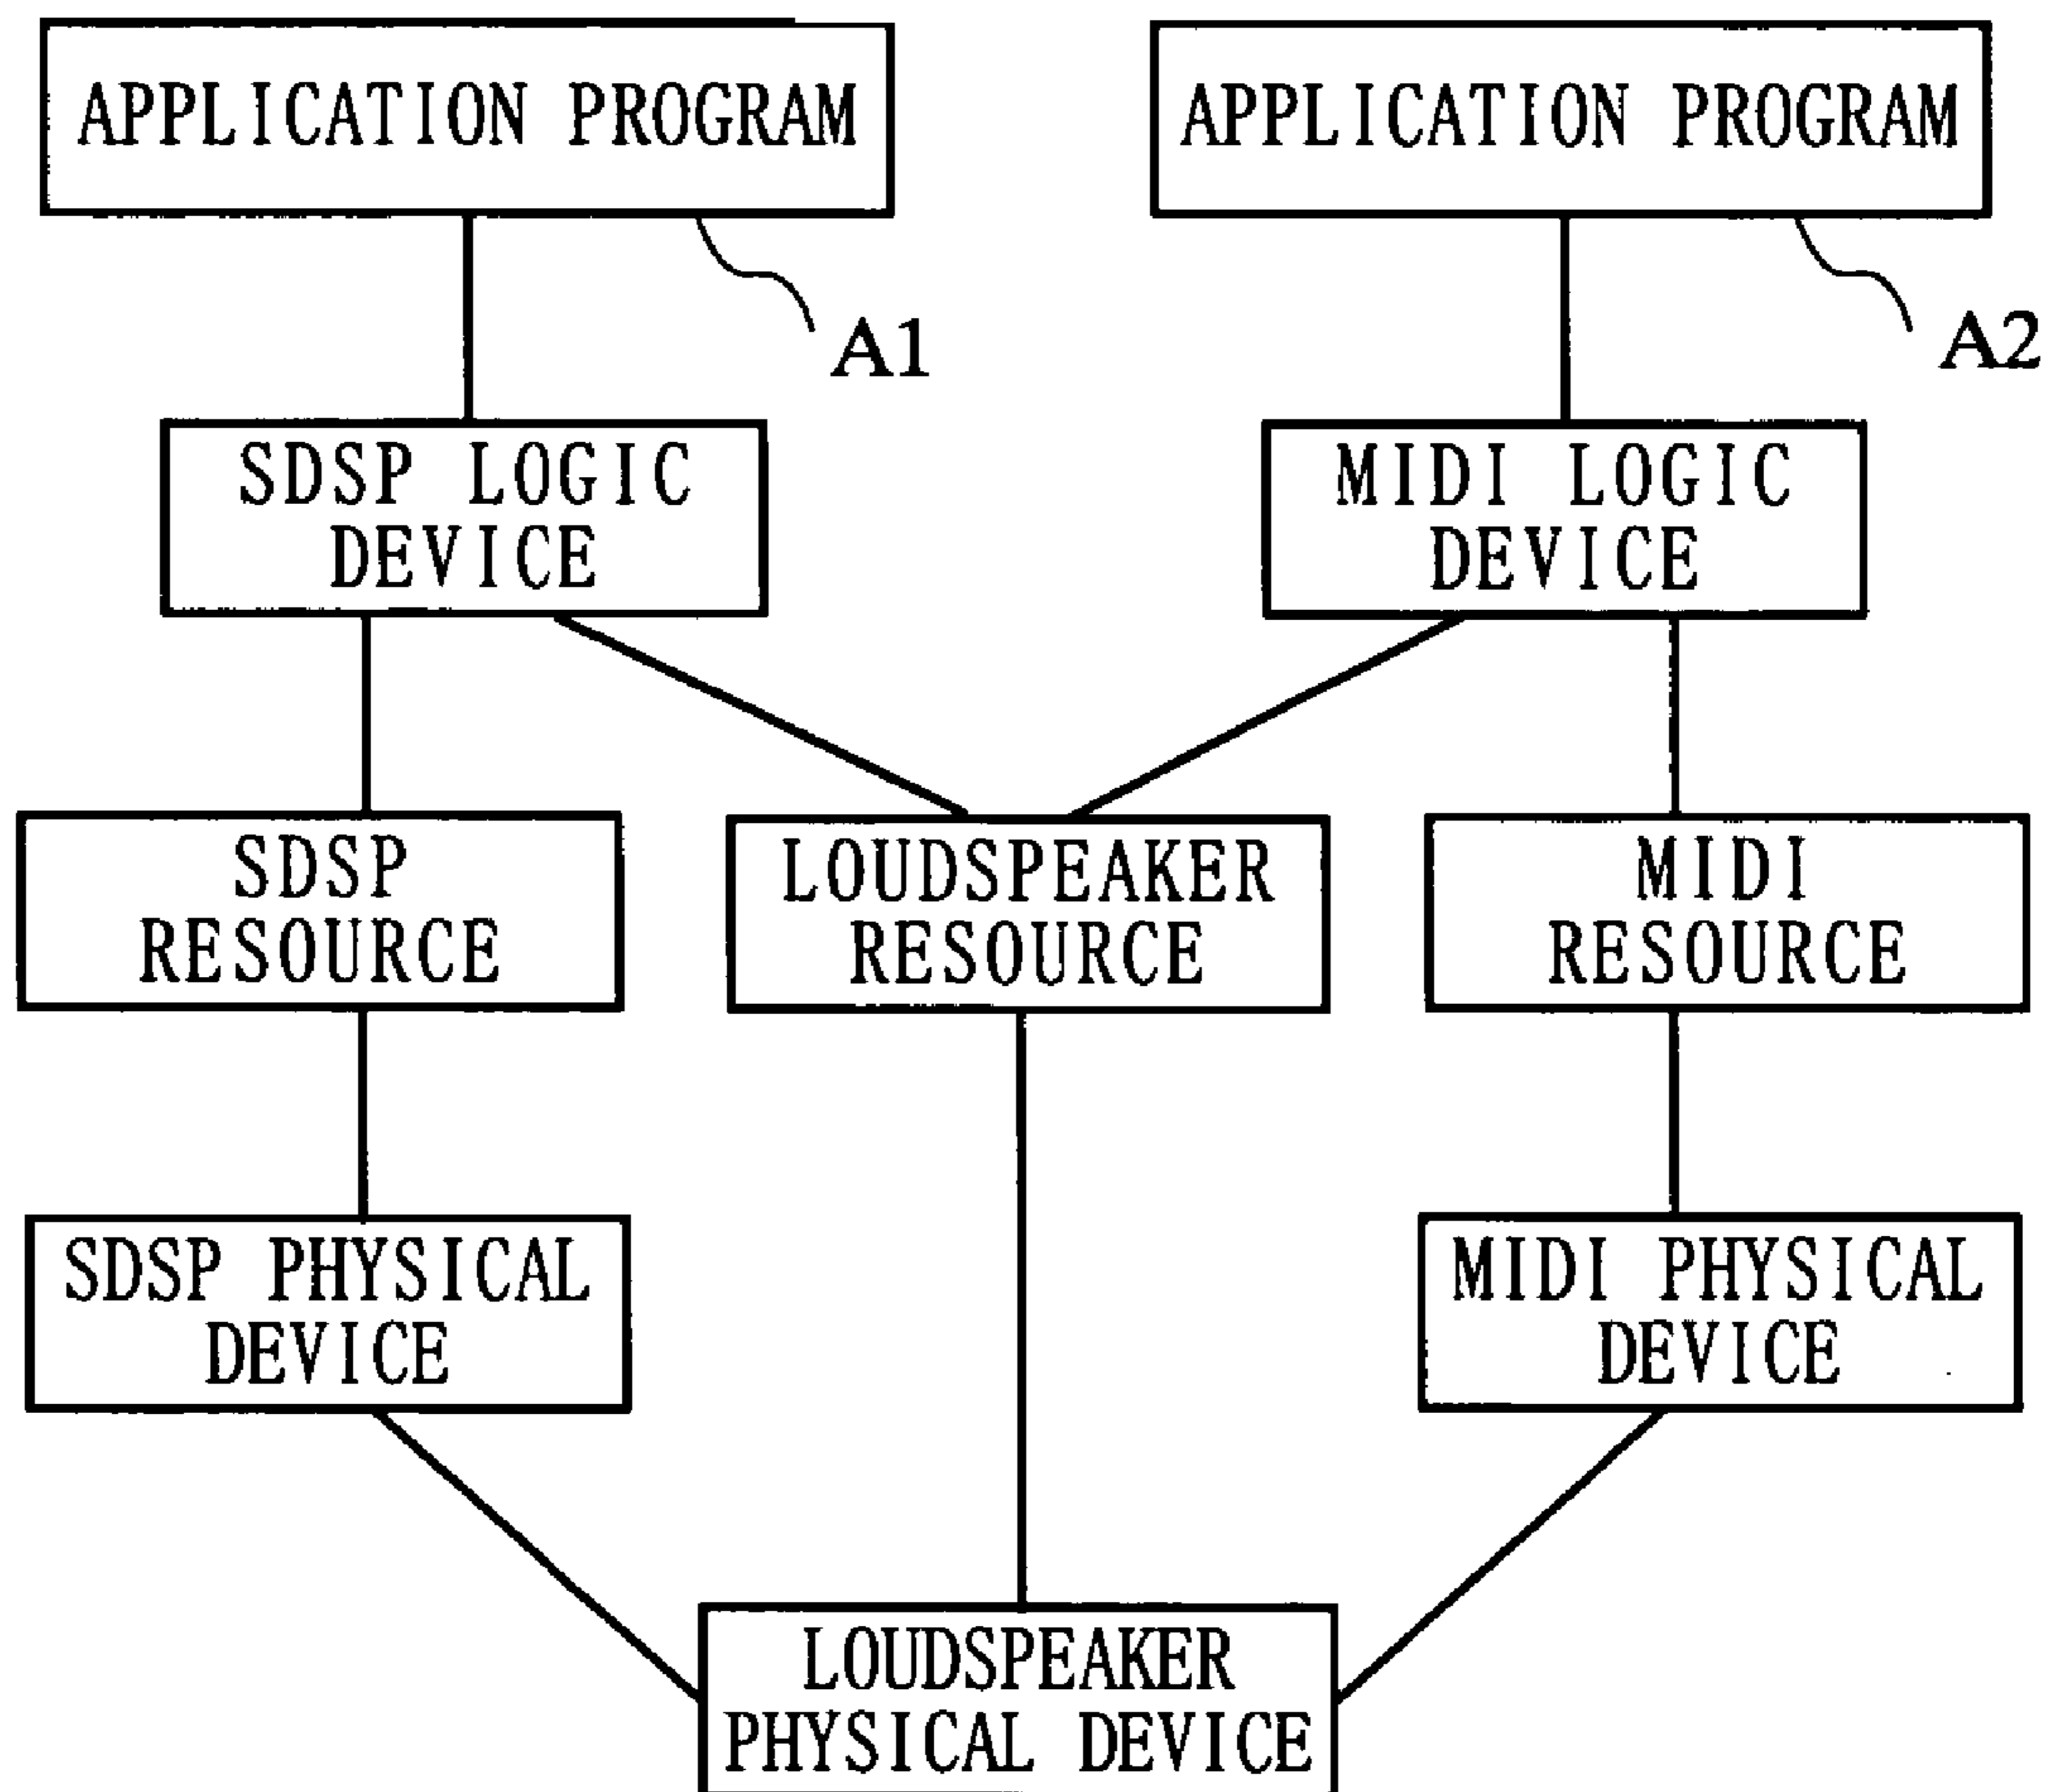 APPLICATION PROGRAM
APPLICATION PROGRAM
A1
A2
SDSP LOGIC
DEVICE
MIDI LOGIC
DEVICE
SDSP
RESOURCE
LOUDSPEAKER
RESOURCE
MIDI
RESOURCE
SDSP PHYSICAL
DEVICE
MIDI PHYSICAL
DEVICE
LOUDSPEAKER
PHYSICAL DEVICE